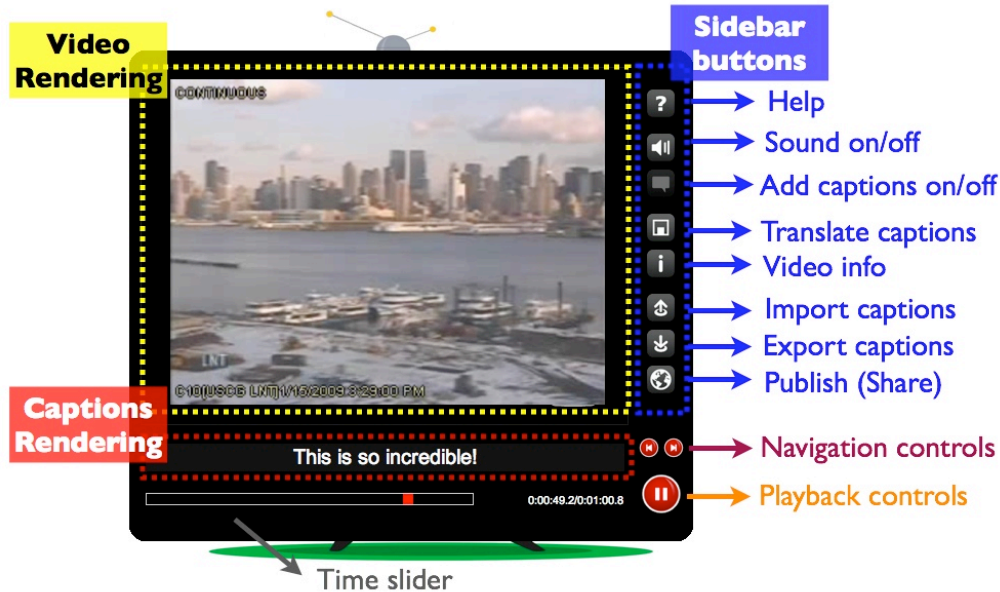 Video
Rendering
Sidebar
buttons
CONTINUOUS
?
Help
Sound on/off
Add captions on/off
Translate captions
i
Video info
Import captions
Export captions
LNT
C10|USCG LNT|1/15/2009 3:29:00 PM
Publish (Share)
Captions
Rendering
This is so incredible!
Navigation controls
0:00:49.2/0:01:00.8
Playback controls
Time slider